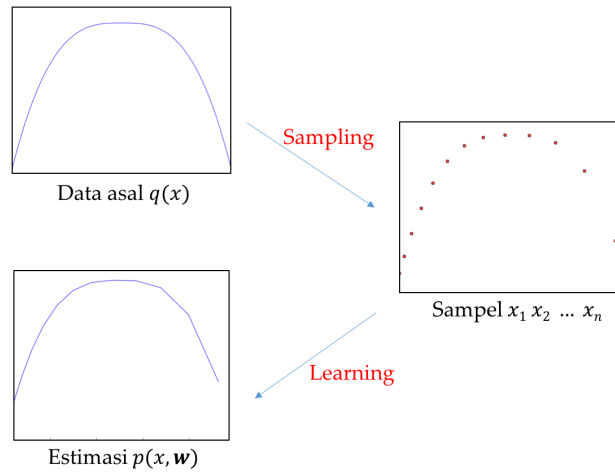 Data asal q(x)
Sampling
Sampel x₁ x₂ … xₙ
Learning
Estimasi p(x, w)